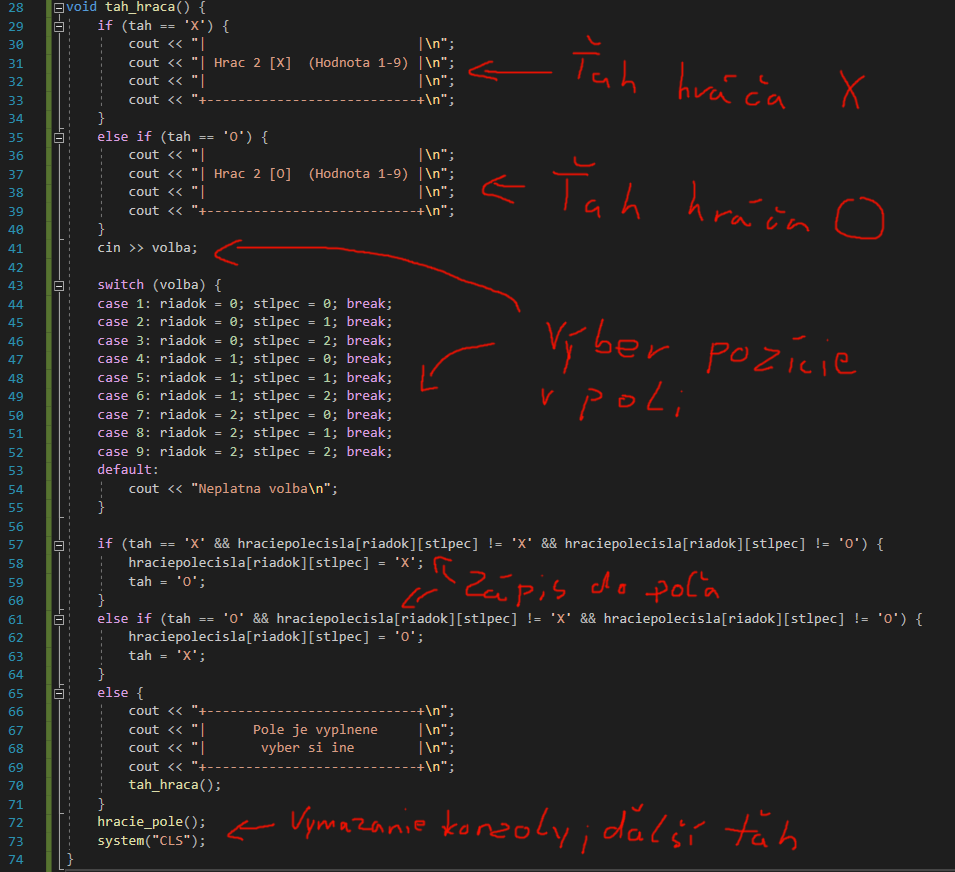 28 void tah_hraca() {
29 if (tah == 'X') {
30 cout << "|                           |\n";
31 cout << "| Hrac 2 [X]  (Hodnota 1-9) |\n";
32 cout << "|                           |\n";
33 cout << "+---------------------------+\n";
Ťah hráča X
34 }
35 else if (tah == 'O') {
36 cout << "|                           |\n";
37 cout << "| Hrac 2 [O]  (Hodnota 1-9) |\n";
38 cout << "|                           |\n";
39 cout << "+---------------------------+\n";
Ťah hráča O
40 }
41 cin >> volba;
42
43 switch (volba) {
44 case 1: riadok = 0; stlpec = 0; break;
45 case 2: riadok = 0; stlpec = 1; break;
46 case 3: riadok = 0; stlpec = 2; break;
47 case 4: riadok = 1; stlpec = 0; break;
48 case 5: riadok = 1; stlpec = 1; break;
49 case 6: riadok = 1; stlpec = 2; break;
50 case 7: riadok = 2; stlpec = 0; break;
51 case 8: riadok = 2; stlpec = 1; break;
52 case 9: riadok = 2; stlpec = 2; break;
Výber pozície
v poli
53 default:
54 cout << "Neplatna volba\n";
55 }
56
57 if (tah == 'X' && hraciepolecisla[riadok][stlpec] != 'X' && hraciepolecisla[riadok][stlpec] != 'O') {
58 hraciepolecisla[riadok][stlpec] = 'X';
59 tah = 'O';
Zápis do poľa
60 }
61 else if (tah == 'O' && hraciepolecisla[riadok][stlpec] != 'X' && hraciepolecisla[riadok][stlpec] != 'O') {
62 hraciepolecisla[riadok][stlpec] = 'O';
63 tah = 'X';
64 }
65 else {
66 cout << "+---------------------------+\n";
67 cout << "|      Pole je vyplnene     |\n";
68 cout << "|       vyber si ine        |\n";
69 cout << "+---------------------------+\n";
70 tah_hraca();
71 }
72 hracie_pole();
73 system("CLS");
Vymazanie konzoly, ďalší ťah
74 }